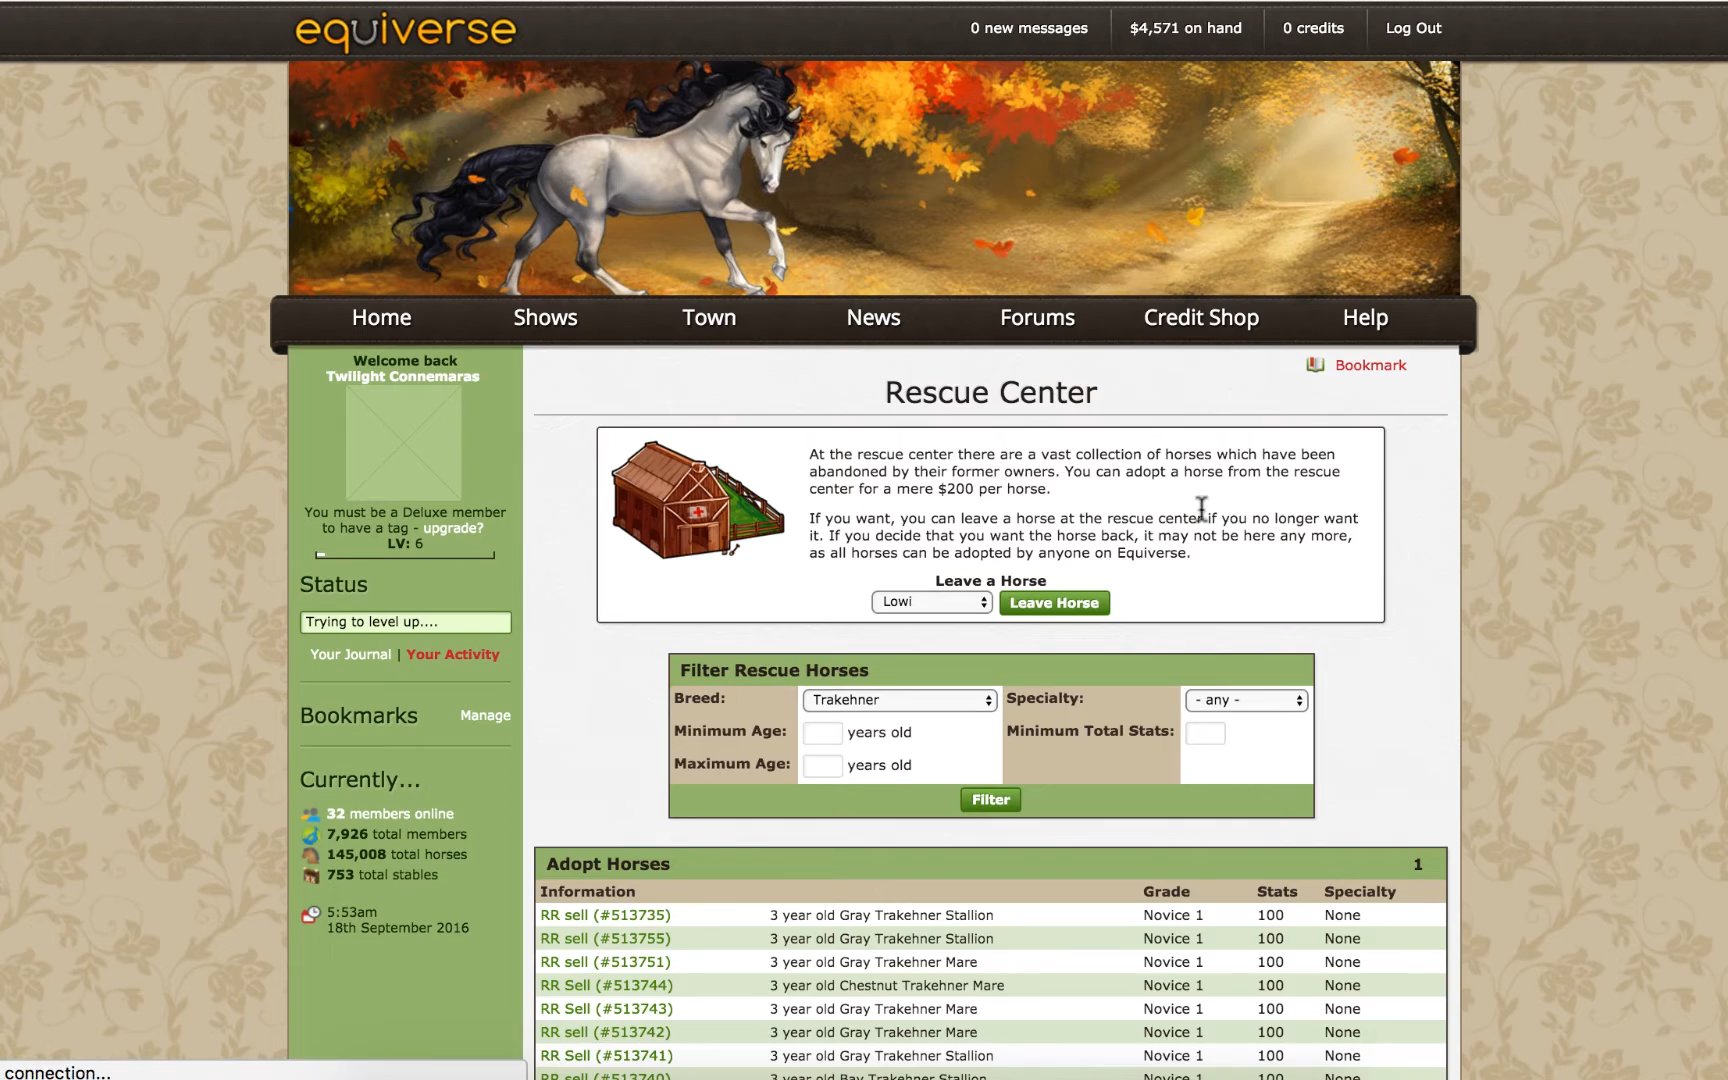 equiverse
0 new messages
$4,571 on hand
0 credits
Log Out
Home
Shows
Town
News
Forums
Credit Shop
Help
Welcome back
Twilight Connemaras
You must be a Deluxe member
to have a tag - upgrade?
LV: 6
Status
Trying to level up....
Your Journal | Your Activity
Bookmarks
Manage
Currently...
32 members online
7,926 total members
145,008 total horses
753 total stables
5:53am
18th September 2016
Bookmark
Rescue Center
At the rescue center there are a vast collection of horses which have been
abandoned by their former owners. You can adopt a horse from the rescue
center for a mere $200 per horse.
If you want, you can leave a horse at the rescue center if you no longer want
it. If you decide that you want the horse back, it may not be here any more,
as all horses can be adopted by anyone on Equiverse.
Leave a Horse
Lowi
Leave Horse
Filter Rescue Horses
Breed: Trakehner Specialty: - any -
Minimum Age: years old Minimum Total Stats:
Maximum Age: years old
Filter
Adopt Horses 1
Information Grade Stats Specialty
RR sell (#513735) 3 year old Gray Trakehner Stallion Novice 1 100 None
RR sell (#513755) 3 year old Gray Trakehner Stallion Novice 1 100 None
RR sell (#513751) 3 year old Gray Trakehner Mare Novice 1 100 None
RR Sell (#513744) 3 year old Chestnut Trakehner Mare Novice 1 100 None
RR Sell (#513743) 3 year old Gray Trakehner Mare Novice 1 100 None
RR sell (#513742) 3 year old Gray Trakehner Mare Novice 1 100 None
RR Sell (#513741) 3 year old Gray Trakehner Stallion Novice 1 100 None
RR sell (#513740) 3 year old Bay Trakehner Stallion Novice 1 100 None
connection...